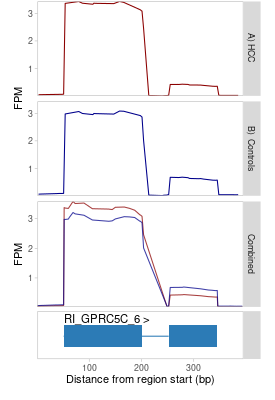 3
2
1
A) HCC
FPM
3
2
1
B) Controls
3
2
1
Combined
FPM
RI_GPRC5C_6 >
100 200 300
Distance from region start (bp)